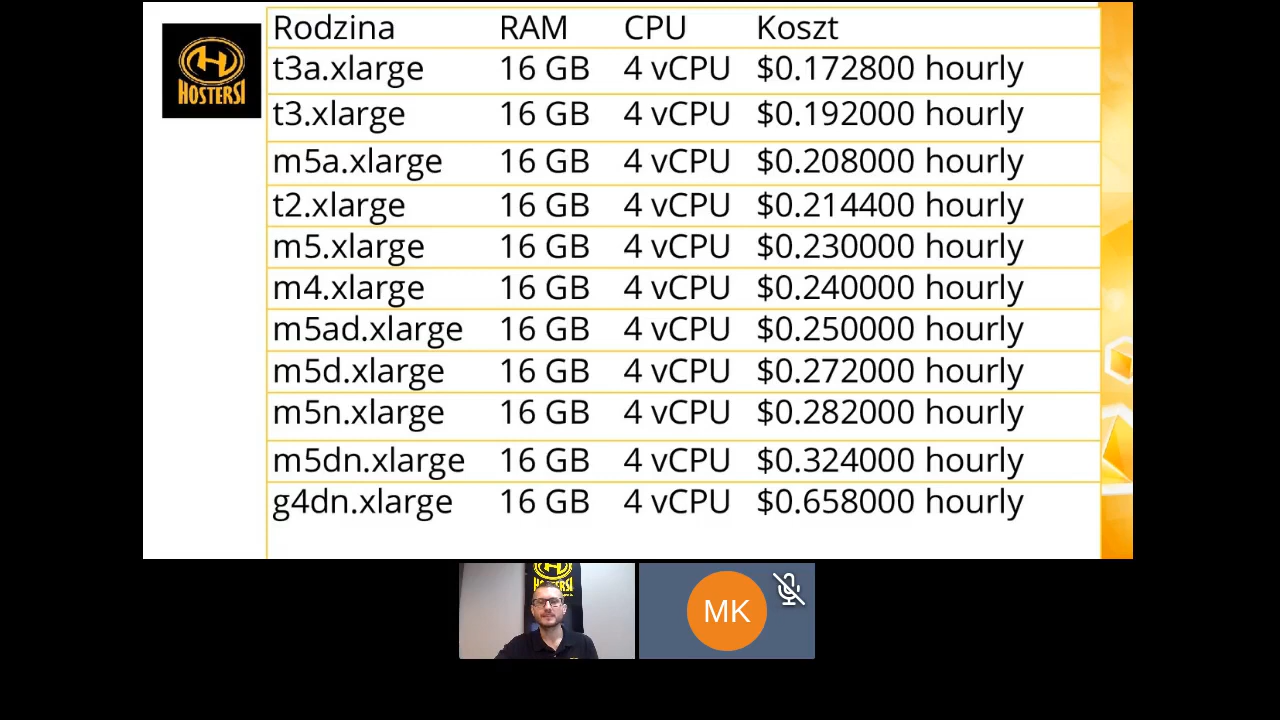 HOSTERSI
Rodzina RAM CPU Koszt
t3a.xlarge 16 GB 4 vCPU $0.172800 hourly
t3.xlarge 16 GB 4 vCPU $0.192000 hourly
m5a.xlarge 16 GB 4 vCPU $0.208000 hourly
t2.xlarge 16 GB 4 vCPU $0.214400 hourly
m5.xlarge 16 GB 4 vCPU $0.230000 hourly
m4.xlarge 16 GB 4 vCPU $0.240000 hourly
m5ad.xlarge 16 GB 4 vCPU $0.250000 hourly
m5d.xlarge 16 GB 4 vCPU $0.272000 hourly
m5n.xlarge 16 GB 4 vCPU $0.282000 hourly
m5dn.xlarge 16 GB 4 vCPU $0.324000 hourly
g4dn.xlarge 16 GB 4 vCPU $0.658000 hourly
HOSTERSI
MK